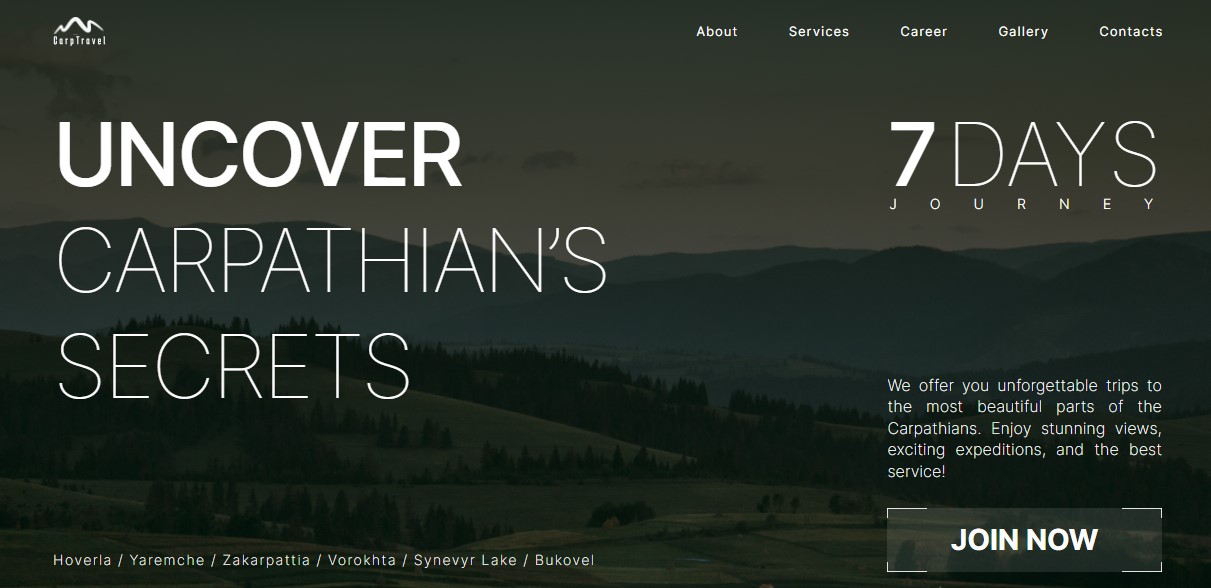 CarpTravel
About Services Career Gallery Contacts
UNCOVER
CARPATHIAN’S
SECRETS
7 DAYS
JOURNEY
We offer you unforgettable trips to
the most beautiful parts of the
Carpathians. Enjoy stunning views,
exciting expeditions, and the best
service!
JOIN NOW
Hoverla / Yaremche / Zakarpattia / Vorokhta / Synevyr Lake / Bukovel